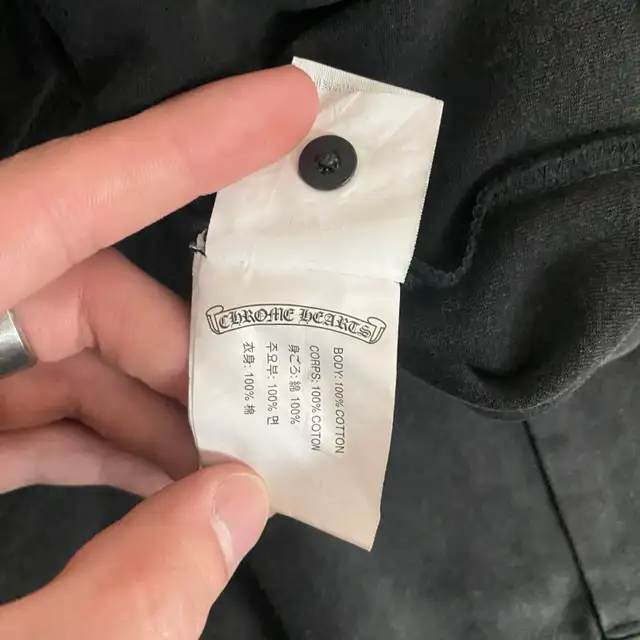 CHROME HEARTS
BODY: 100% COTTON
CORPS: 100% COTON
身ごろ: 綿 100%
주요부: 100% 면
衣身: 100% 棉